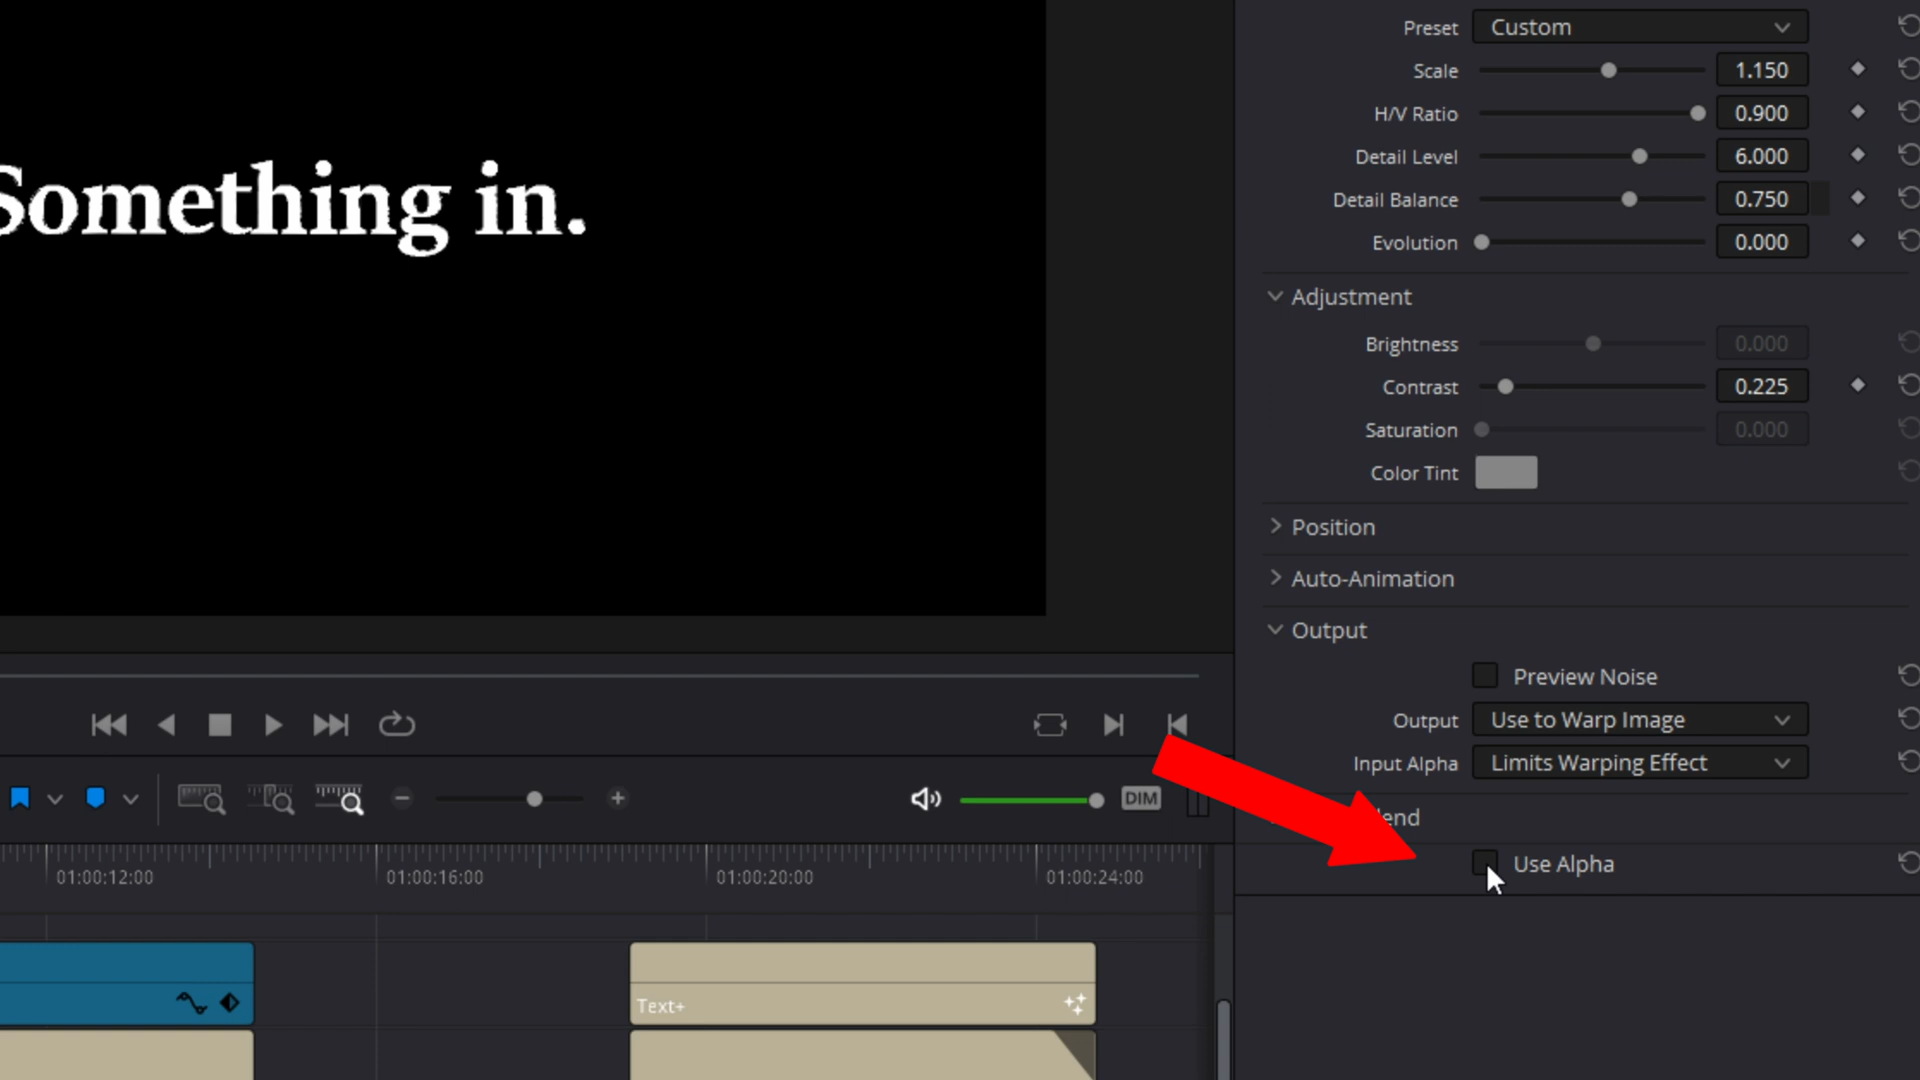 Something in.
Preset Custom
Scale 1.150
H/V Ratio 0.900
Detail Level 6.000
Detail Balance 0.750
Evolution 0.000
Adjustment
Brightness 0.000
Contrast 0.225
Saturation 0.000
Color Tint
Position
Auto-Animation
Output
Preview Noise
Output Use to Warp Image
Input Alpha Limits Warping Effect
lend
Use Alpha
DIM
01:00:12:00 01:00:16:00 01:00:20:00 01:00:24:00
Text+